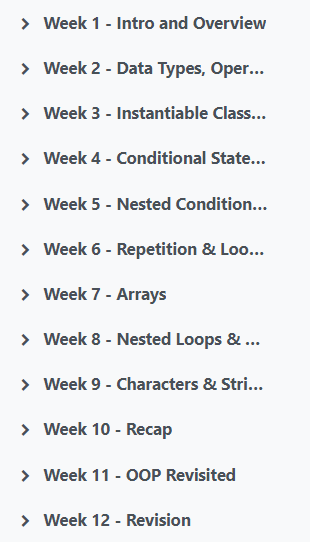 Week 1 - Intro and Overview
Week 2 - Data Types, Oper...
Week 3 - Instantiable Class...
Week 4 - Conditional State...
Week 5 - Nested Condition...
Week 6 - Repetition & Loo...
Week 7 - Arrays
Week 8 - Nested Loops & ...
Week 9 - Characters & Stri...
Week 10 - Recap
Week 11 - OOP Revisited
Week 12 - Revision